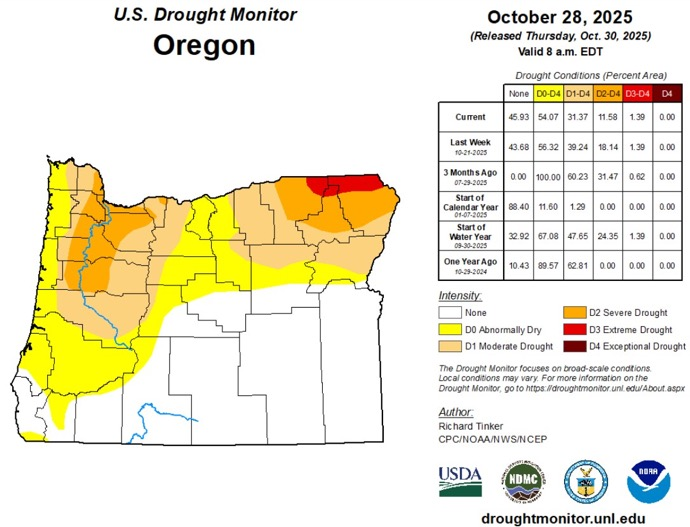 U.S. Drought Monitor
Oregon
October 28, 2025
(Released Thursday, Oct. 30, 2025)
Valid 8 a.m. EDT
Drought Conditions (Percent Area)
None D0-D4 D1-D4 D2-D4 D3-D4 D4
Current 45.93 54.07 31.37 11.58 1.39 0.00
Last Week 10-21-2025 43.68 56.32 39.24 18.14 1.39 0.00
3 Months Ago 07-29-2025 0.00 100.00 60.23 31.47 0.62 0.00
Start of Calendar Year 01-07-2025 88.40 11.60 1.29 0.00 0.00 0.00
Start of Water Year 09-30-2025 32.92 67.08 47.65 24.35 1.39 0.00
One Year Ago 10-29-2024 10.43 89.57 62.81 0.00 0.00 0.00
Intensity:
None
D0 Abnormally Dry
D1 Moderate Drought
D2 Severe Drought
D3 Extreme Drought
D4 Exceptional Drought
The Drought Monitor focuses on broad-scale conditions.
Local conditions may vary. For more information on the
Drought Monitor, go to https://droughtmonitor.unl.edu/About.aspx
Author:
Richard Tinker
CPC/NOAA/NWS/NCEP
USDA
NDMC
NOAA
droughtmonitor.unl.edu